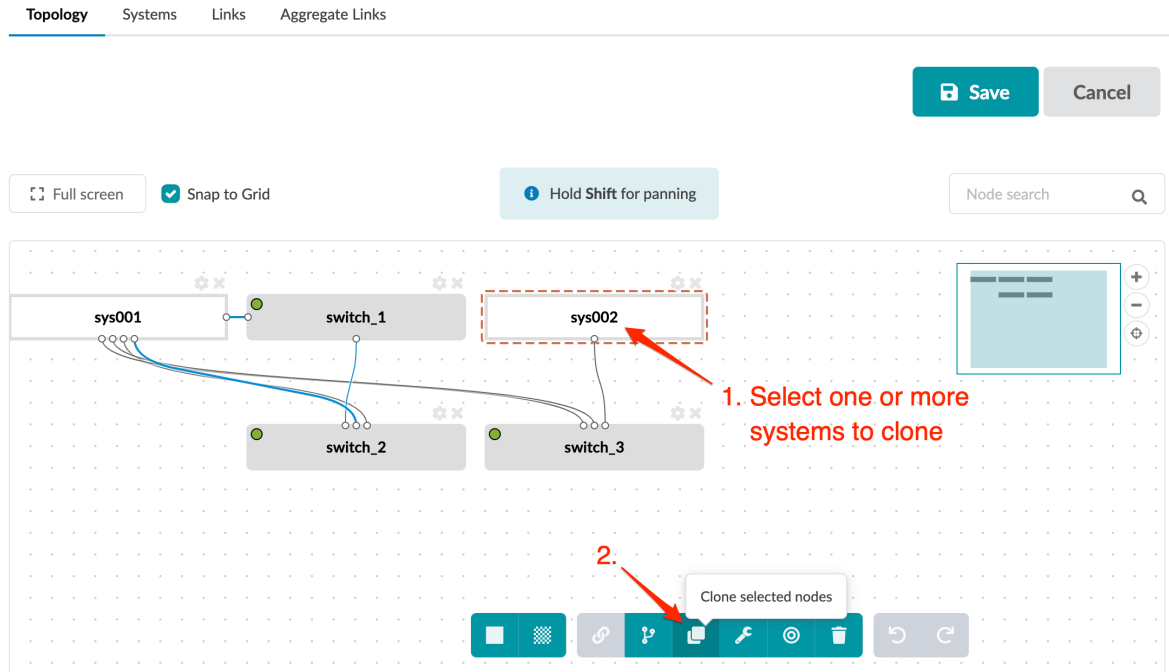 Topology Systems Links Aggregate Links
Save Cancel
Full screen Snap to Grid Hold Shift for panning Node search
sys001 switch_1 sys002
1. Select one or more
systems to clone
switch_2 switch_3
2.
Clone selected nodes